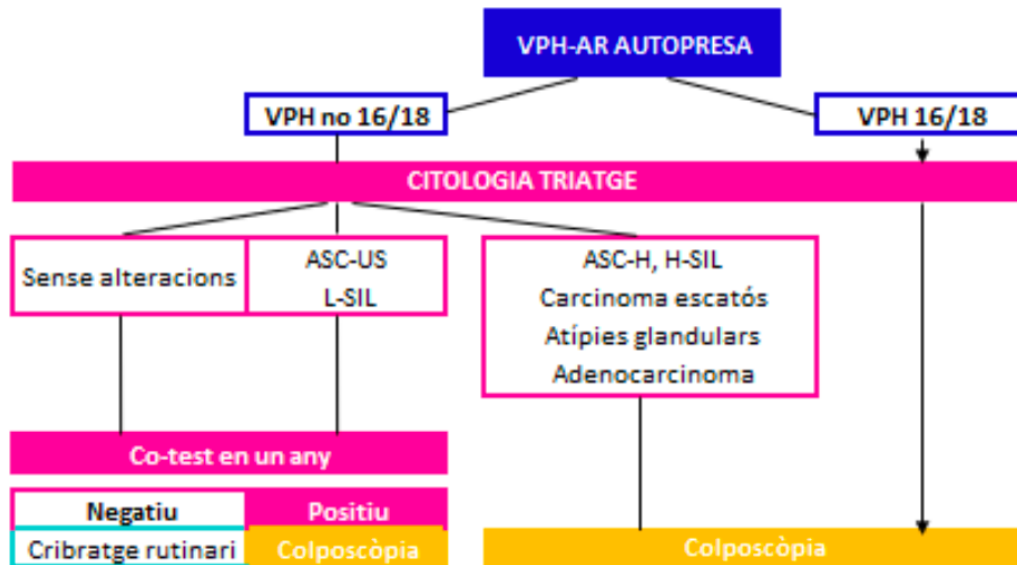 VPH-AR AUTOPRESA
VPH no 16/18
VPH 16/18
CITOLOGIA TRIATGE
Sense alteracions
ASC-US
L-SIL
ASC-H, H-SIL
Carcinoma escatós
Atípies glandulars
Adenocarcinoma
Co-test en un any
Negatiu
Positiu
Cribratge rutinari
Colposcòpia
Colposcòpia